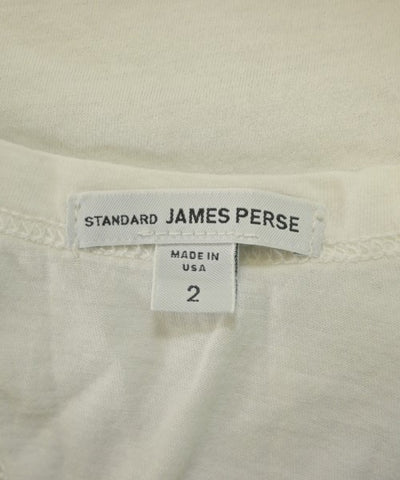 STANDARD JAMES PERSE
MADE IN
USA
2